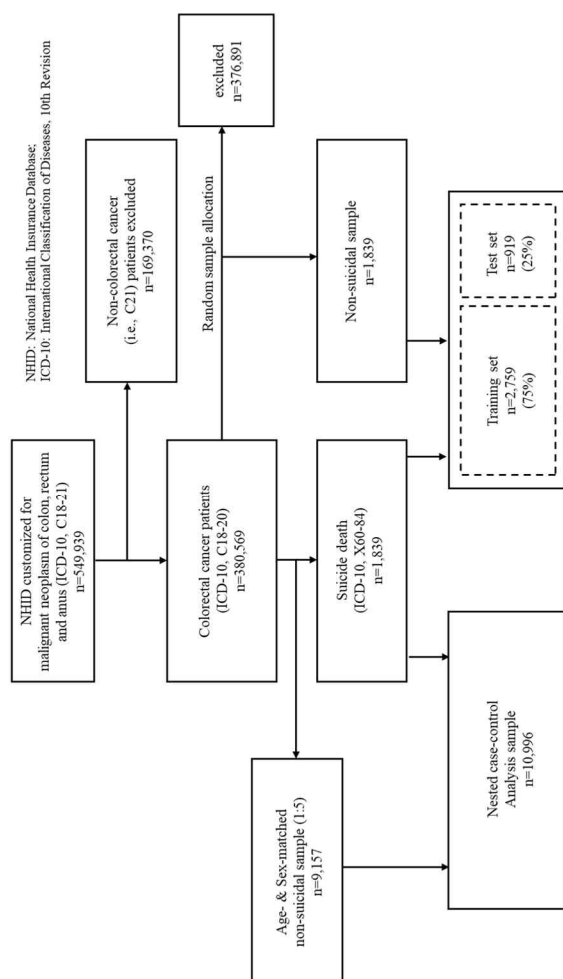 NHID: National Health Insurance Database;
ICD-10: International Classification of Diseases, 10th Revision
NHID customized for
malignant neoplasm of colon, rectum
and anus (ICD-10, C18-21)
n=549,939
Non-colorectal cancer
(i.e., C21) patients excluded
n=169,370
Colorectal cancer patients
(ICD-10, C18-20)
n=380,569
Random sample allocation
excluded
n=376,891
Age- & Sex-matched
non-suicidal sample (1:5)
n=9,157
Suicide death
(ICD-10, X60-84)
n=1,839
Non-suicidal sample
n=1,839
Nested case-control
Analysis sample
n=10,996
Training set
n=2,759
(75%)
Test set
n=919
(25%)